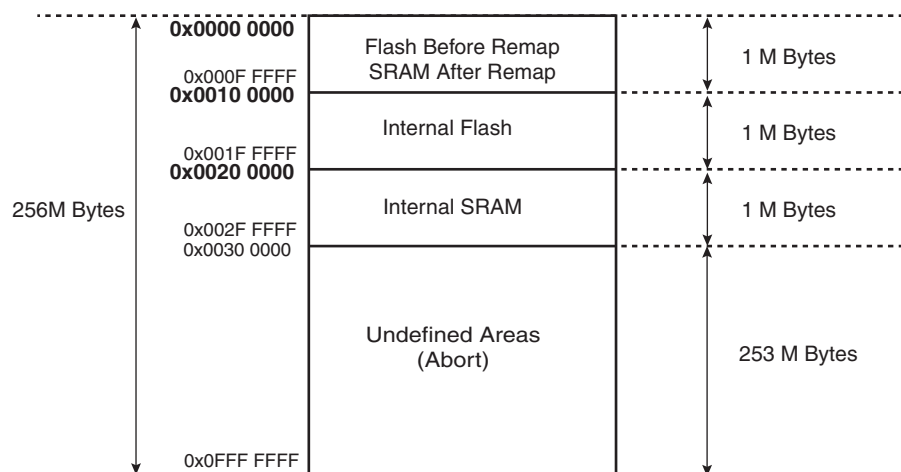 0x0000 0000
Flash Before Remap
SRAM After Remap
1 M Bytes
0x000F FFFF
0x0010 0000
Internal Flash
1 M Bytes
0x001F FFFF
0x0020 0000
256M Bytes
Internal SRAM
1 M Bytes
0x002F FFFF
0x0030 0000
Undefined Areas
(Abort)
253 M Bytes
0x0FFF FFFF